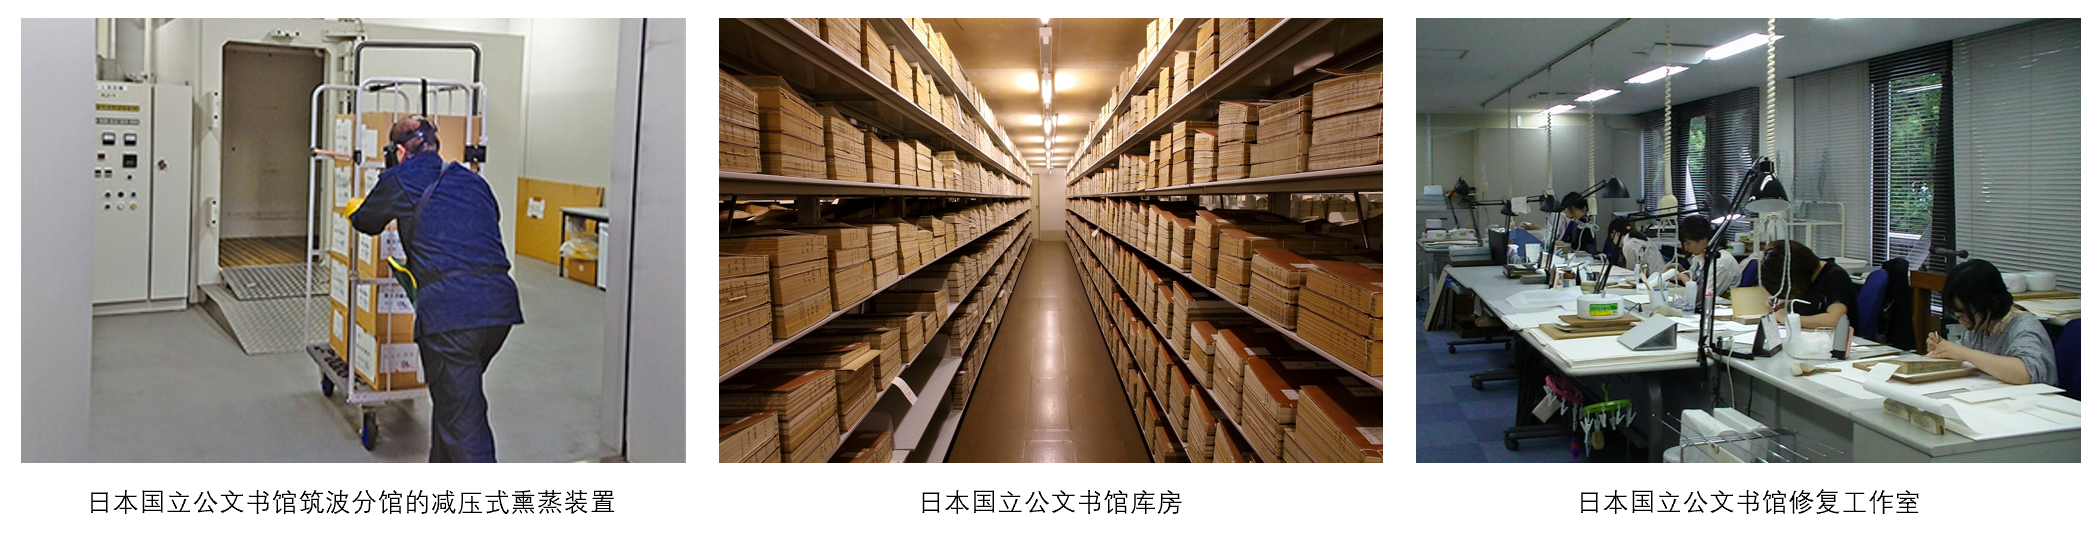 日本国立公文书馆筑波分馆的减压式熏蒸装置
日本国立公文书馆库房
日本国立公文书馆修复工作室